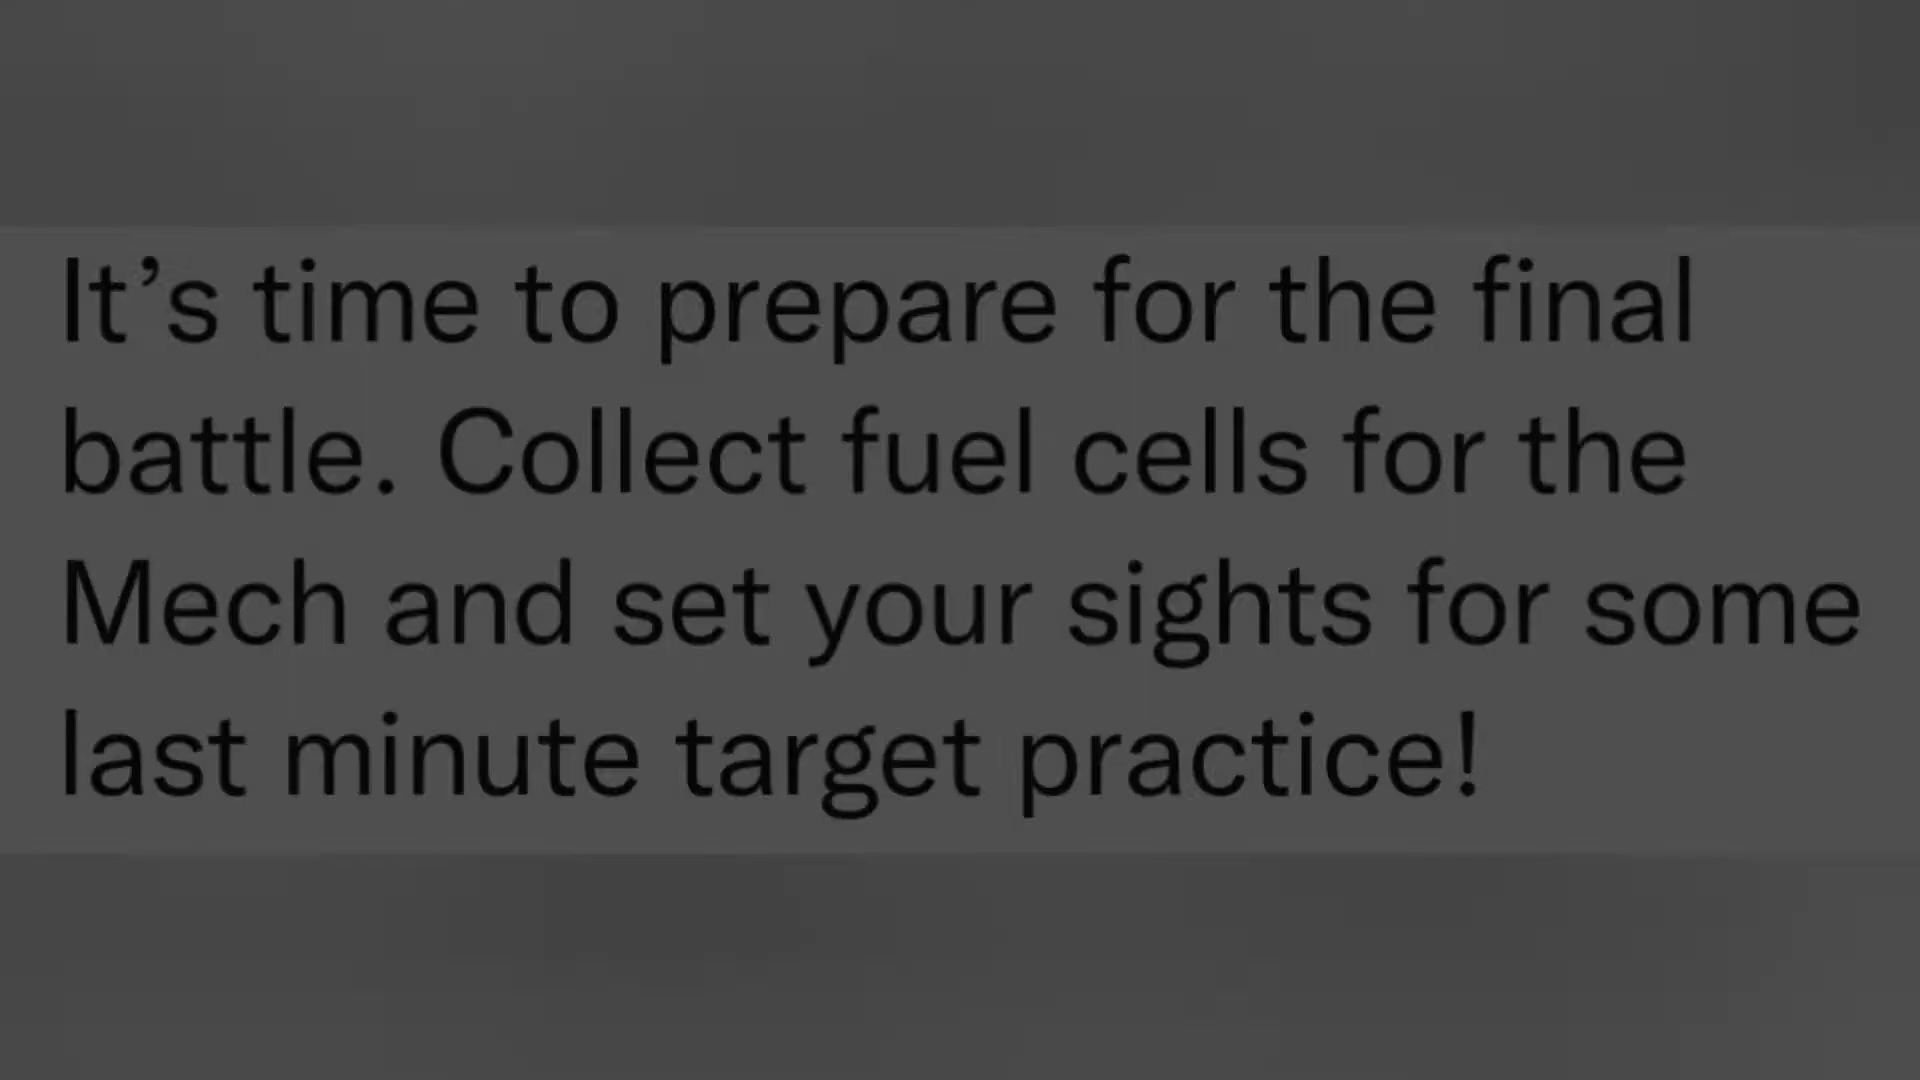 It’s time to prepare for the final
battle. Collect fuel cells for the
Mech and set your sights for some
last minute target practice!